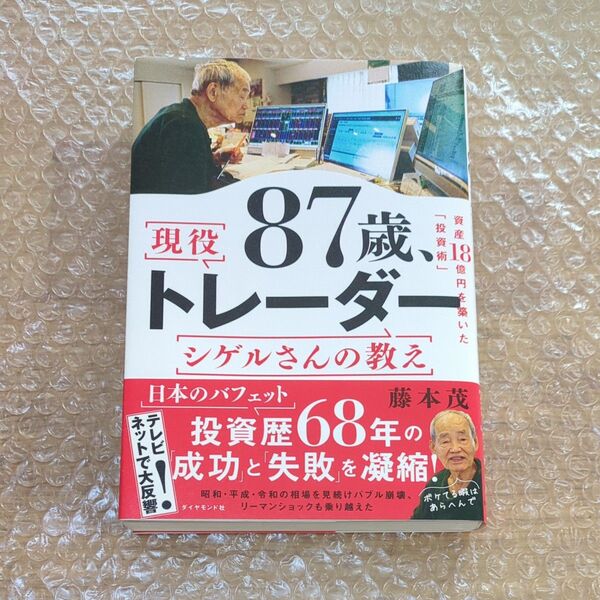 資産18億円を築いた
「投資術」
87歳、
現役
トレーダー
シゲルさんの教え
藤本茂
日本のバフェット
投資歴68年の
「成功」と「失敗」を凝縮!
テレビ
ネットで大反響!
昭和・平成・令和の相場を見続けバブル崩壊、
リーマンショックも乗り越えた
ボケてる暇は
あらへんで
ダイヤモンド社